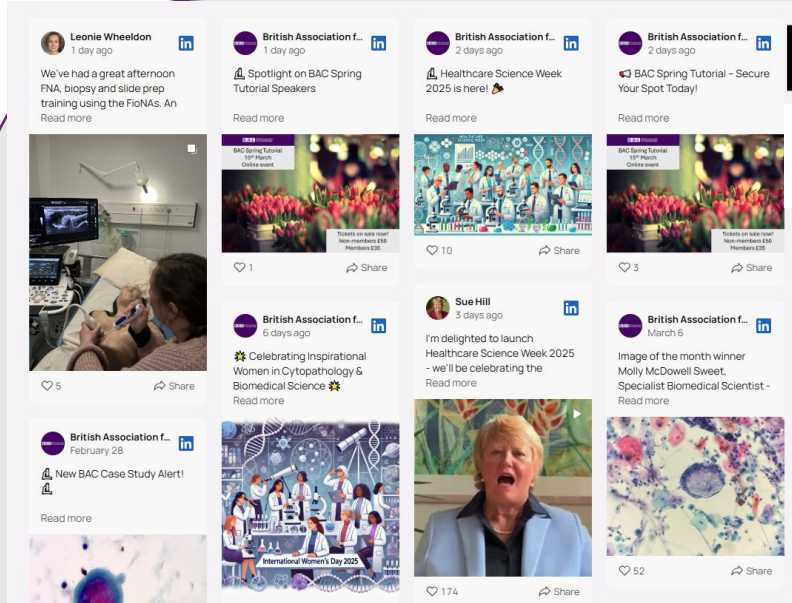 Leonie Wheeldon
1 day ago
We've had a great afternoon
FNA, biopsy and slide prep
training using the FioNAs. An
Read more
5
Share
British Association f...
February 28
New BAC Case Study Alert!
Read more
British Association f...
1 day ago
Spotlight on BAC Spring
Tutorial Speakers
Read more
BAC
BAC Spring Tutorial
15th March
Online event
Tickets on sale now!
Non-members £50
Members £35
1
Share
British Association f...
6 days ago
Celebrating Inspirational
Women in Cytopathology &
Biomedical Science
Read more
International Women's Day 2025
British Association f...
2 days ago
Healthcare Science Week
2025 is here!
Read more
HEALTHCARE
SCIENCE WEEK
10
Share
Sue Hill
3 days ago
I'm delighted to launch
Healthcare Science Week 2025
- we'll be celebrating the
Read more
174
Share
British Association f...
2 days ago
BAC Spring Tutorial – Secure
Your Spot Today!
Read more
BAC
BAC Spring Tutorial
15th March
Online event
Tickets on sale now!
Non-members £50
Members £35
3
Share
British Association f...
March 6
Image of the month winner
Molly McDowell Sweet,
Specialist Biomedical Scientist -
Read more
52
Share